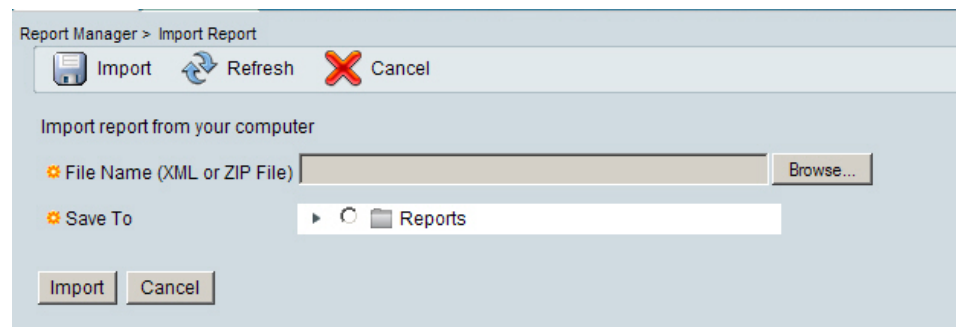 Report Manager > Import Report
Import Refresh Cancel
Import report from your computer
File Name (XML or ZIP File) Browse...
Save To Reports
Import Cancel